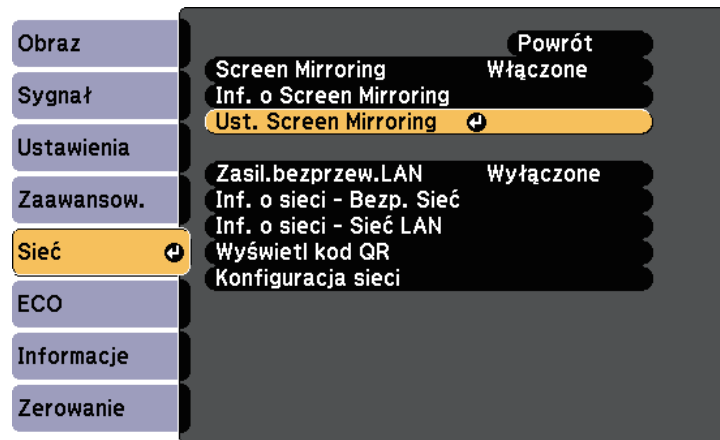 Obraz
Sygnał
Ustawienia
Zaawansow.
Sieć
ECO
Informacje
Zerowanie
Powrót
Screen Mirroring Włączone
Inf. o Screen Mirroring
Ust. Screen Mirroring
Zasil.bezprzew.LAN Wyłączone
Inf. o sieci - Bezp. Sieć
Inf. o sieci - Sieć LAN
Wyświetl kod QR
Konfiguracja sieci